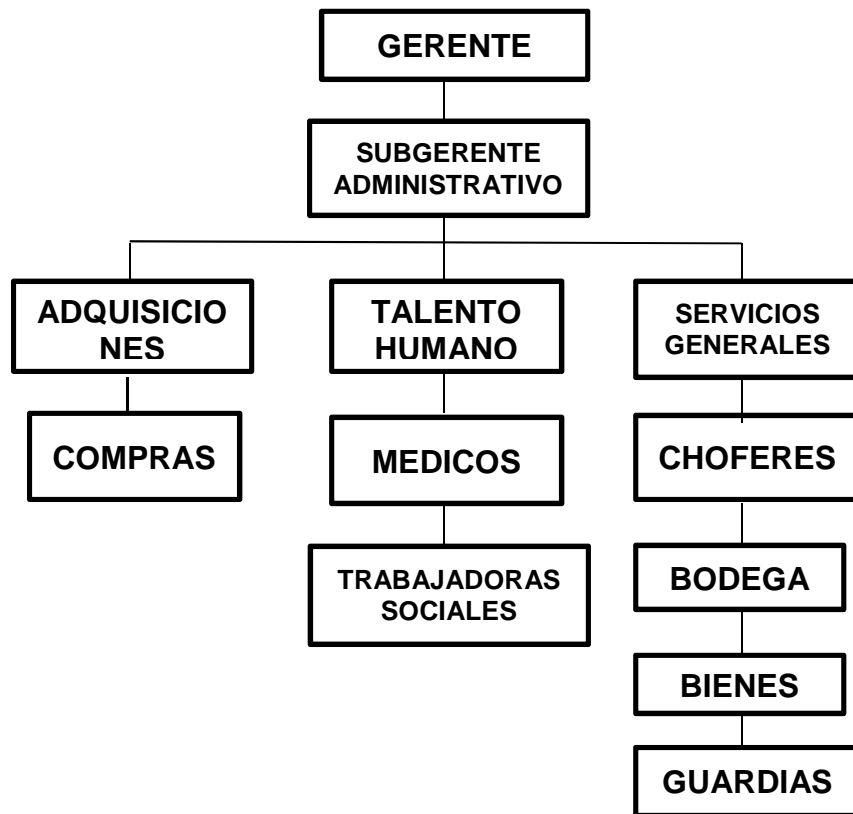 GERENTE
SUBGERENTE
ADMINISTRATIVO
ADQUISICIO
NES
TALENTO
HUMANO
SERVICIOS
GENERALES
COMPRAS
MEDICOS
CHOFERES
TRABAJADORAS
SOCIALES
BODEGA
BIENES
GUARDIAS